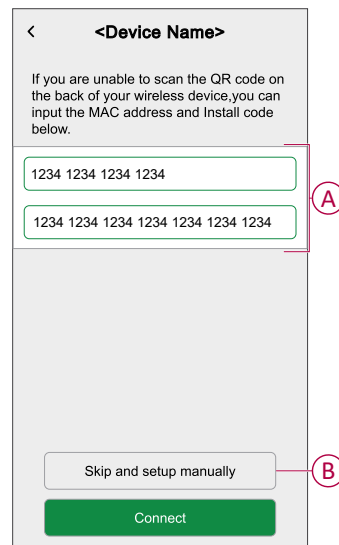 <Device Name>
If you are unable to scan the QR code on
the back of your wireless device,you can
input the MAC address and Install code
below.
1234 1234 1234 1234
A
1234 1234 1234 1234 1234 1234 1234
Skip and setup manually
B
Connect